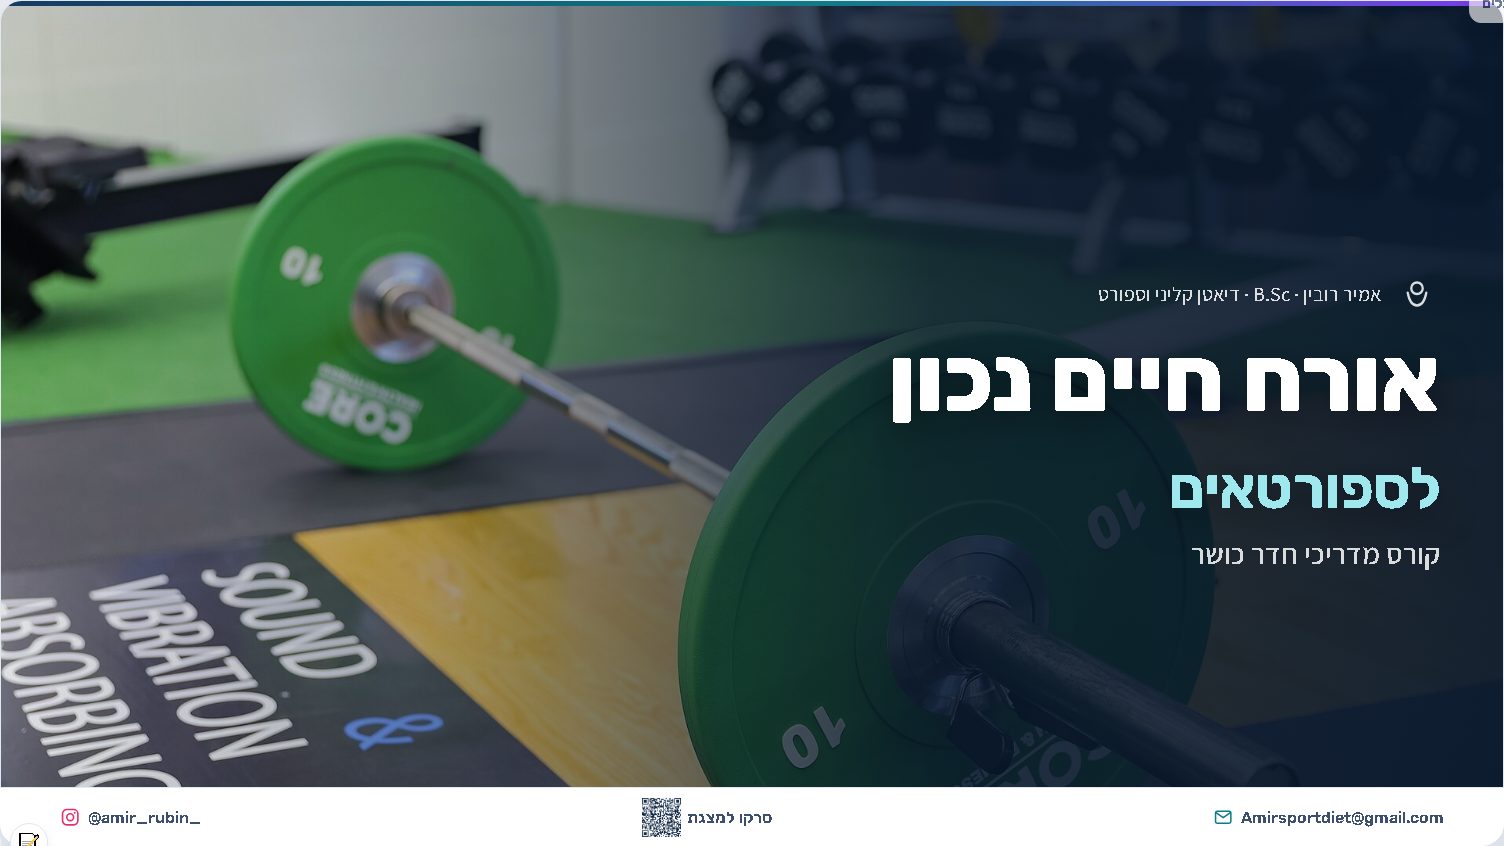 אמיר רובין · B.Sc · דיאטן קליני וספורט
אורח חיים נכון
לספורטאים
קורס מדריכי חדר כושר
10
CORE
10
10
10
SOUND
&
VIBRATION
ABSORBING
@amir_rubin_
סרקו למצגת
Amirsportdiet@gmail.com